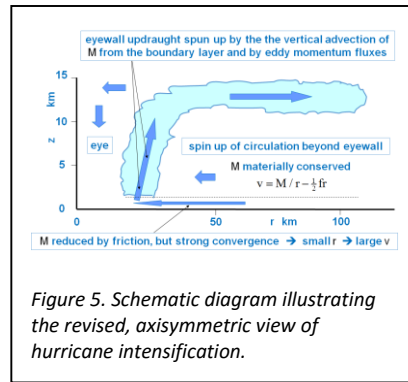 eyewall updraught spun up by the the vertical advection of
M from the boundary layer and by eddy momentum fluxes
15
km
10
z
5
0
eye
spin up of circulation beyond eyewall
M materially conserved
v = M / r − ½ fr
0
50
r km
100
M reduced by friction, but strong convergence → small r → large v
Figure 5. Schematic diagram illustrating
the revised, axisymmetric view of
hurricane intensification.